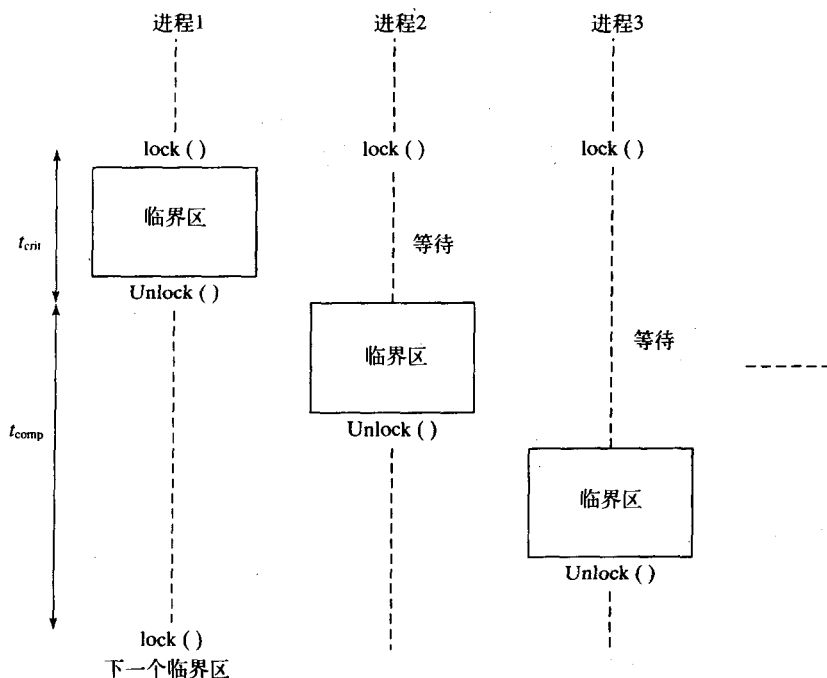 进程1 进程2 进程3
lock ( ) lock ( ) lock ( )
临界区
t_crit 等待
Unlock ( )
临界区 等待
t_comp Unlock ( )
临界区
Unlock ( )
lock ( )
下一个临界区